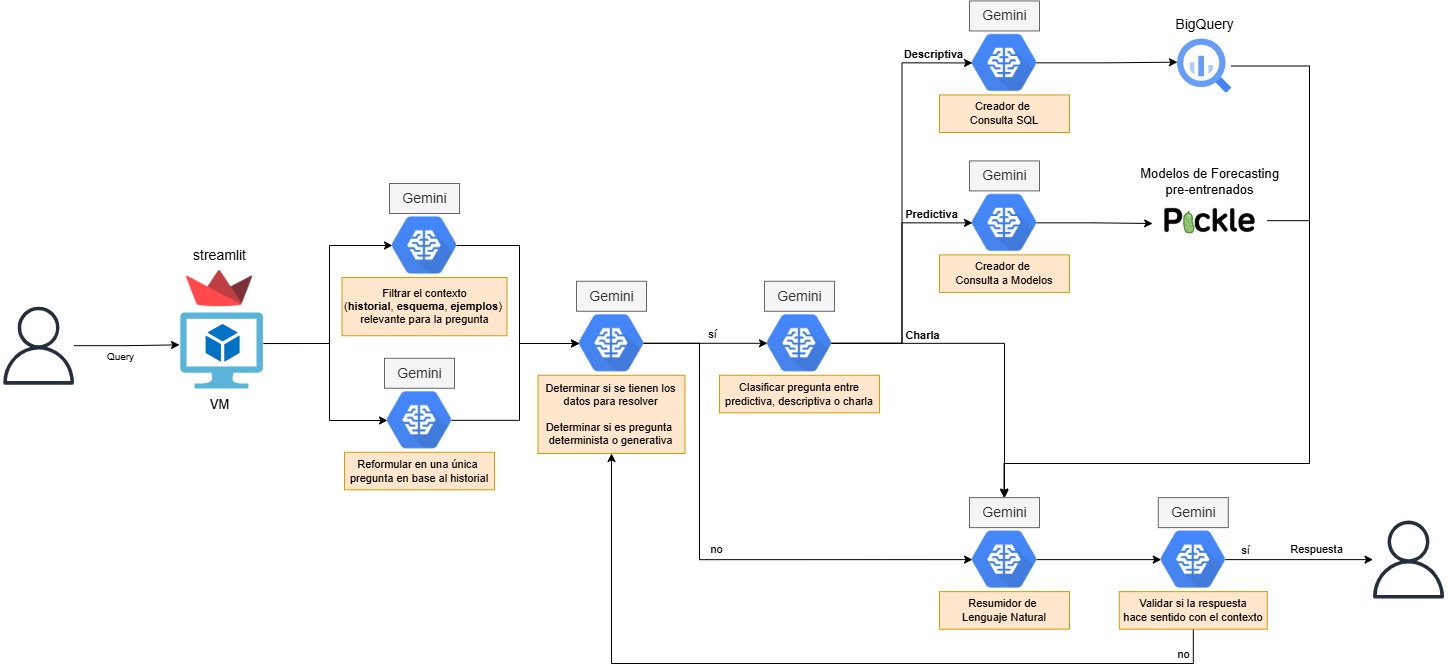 Query
streamlit
VM
Gemini
Filtrar el contexto
(historial, esquema, ejemplos)
relevante para la pregunta
Gemini
Reformular en una única
pregunta en base al historial
Gemini
Determinar si se tienen los
datos para resolver
Determinar si es pregunta
determinista o generativa
sí
no
Gemini
Clasificar pregunta entre
predictiva, descriptiva o charla
Descriptiva
Gemini
Creador de
Consulta SQL
BigQuery
Predictiva
Gemini
Creador de
Consulta a Modelos
Modelos de Forecasting
pre-entrenados
Pickle
Charla
Gemini
Resumidor de
Lenguaje Natural
Gemini
Validar si la respuesta
hace sentido con el contexto
sí
Respuesta
no